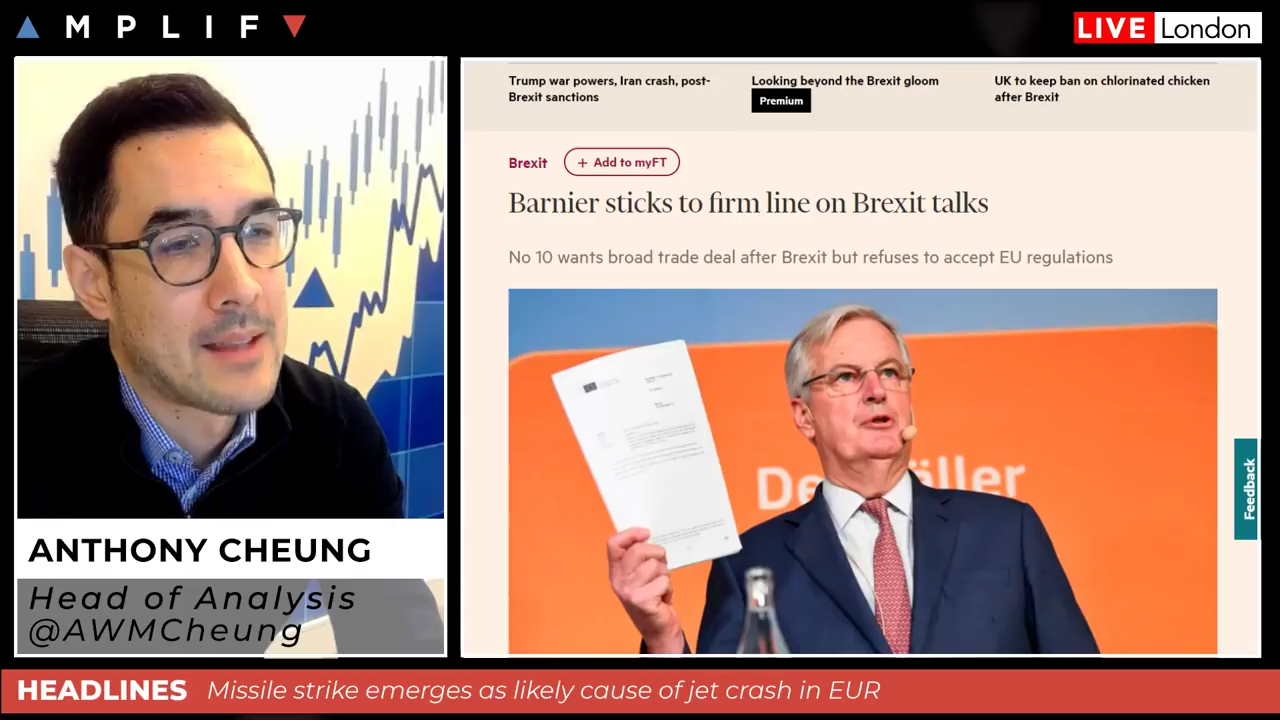 MPLIF
LIVE London
Trump war powers, Iran crash, post-
Brexit sanctions
Looking beyond the Brexit gloom
Premium
UK to keep ban on chlorinated chicken
after Brexit
Brexit
+ Add to myFT
Barnier sticks to firm line on Brexit talks
No 10 wants broad trade deal after Brexit but refuses to accept EU regulations
Feedback
ANTHONY CHEUNG
Head of Analysis
@AWMCheung
HEADLINES Missile strike emerges as likely cause of jet crash in EUR